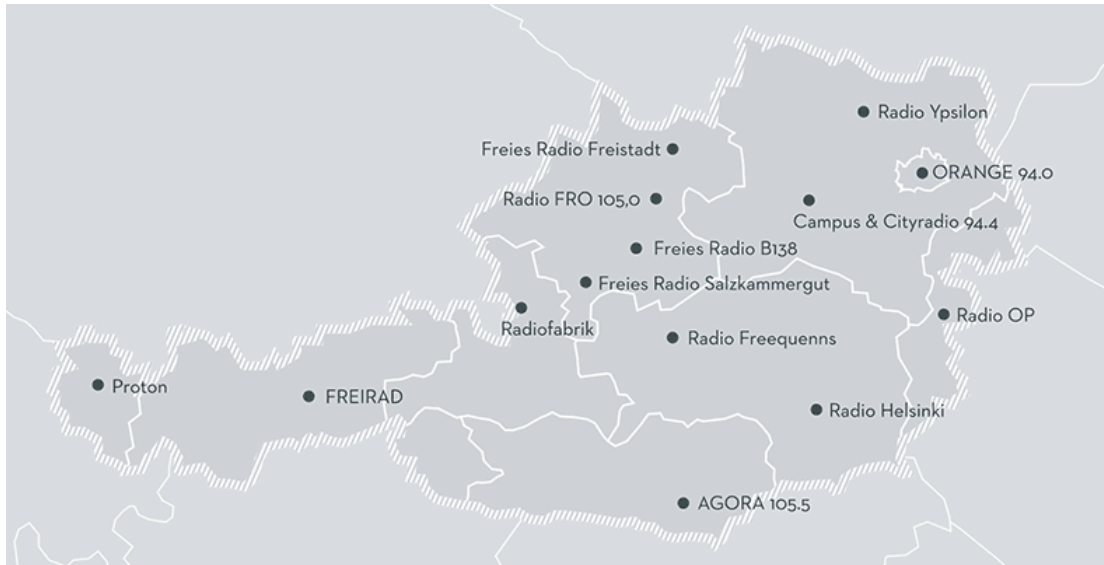 Radio Ypsilon
Freies Radio Freistadt
ORANGE 94.0
Radio FRO 105,0
Campus & Cityradio 94.4
Freies Radio B138
Freies Radio Salzkammergut
Radio OP
Radiofabrik
Radio Freequenns
Proton
FREIRAD
Radio Helsinki
AGORA 105.5